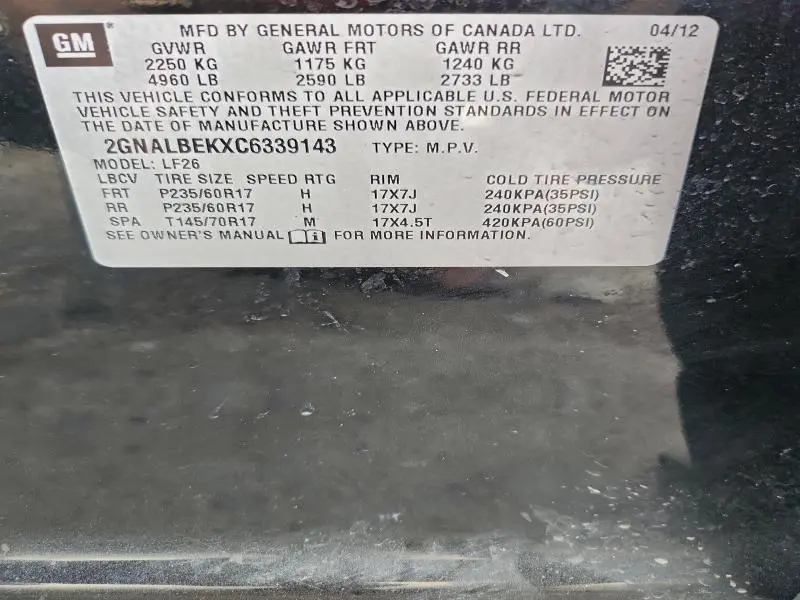 GM
MFD BY GENERAL MOTORS OF CANADA LTD. 04/12
GVWR GAWR FRT GAWR RR
2250 KG 1175 KG 1240 KG
4960 LB 2590 LB 2733 LB
THIS VEHICLE CONFORMS TO ALL APPLICABLE U.S. FEDERAL MOTOR
VEHICLE SAFETY AND THEFT PREVENTION STANDARDS IN EFFECT ON
THE DATE OF MANUFACTURE SHOWN ABOVE.
2GNALBEKXC6339143 TYPE: M.P.V.
MODEL: LF26
LBCV TIRE SIZE SPEED RTG RIM COLD TIRE PRESSURE
FRT P235/60R17 H 17X7J 240KPA(35PSI)
RR P235/60R17 H 17X7J 240KPA(35PSI)
SPA T145/70R17 M 17X4.5T 420KPA(60PSI)
SEE OWNER'S MANUAL FOR MORE INFORMATION.